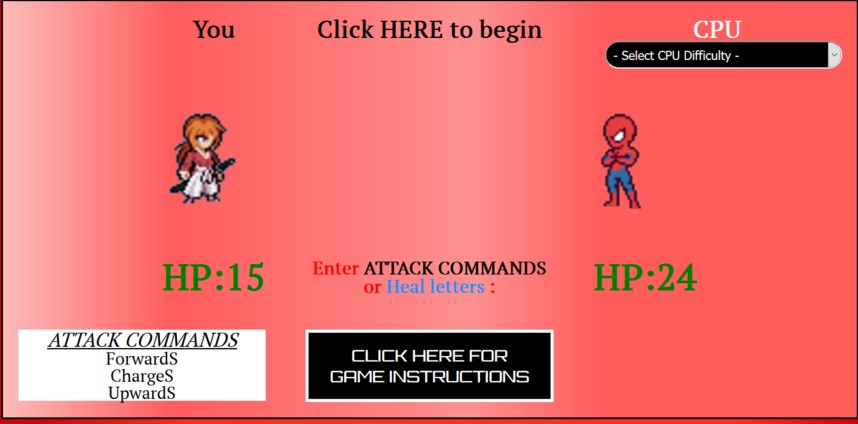 You
Click HERE to begin
CPU
- Select CPU Difficulty -
HP:15
Enter ATTACK COMMANDS
or Heal letters :
HP:24
ATTACK COMMANDS
ForwardS
ChargeS
UpwardS
CLICK HERE FOR
GAME INSTRUCTIONS